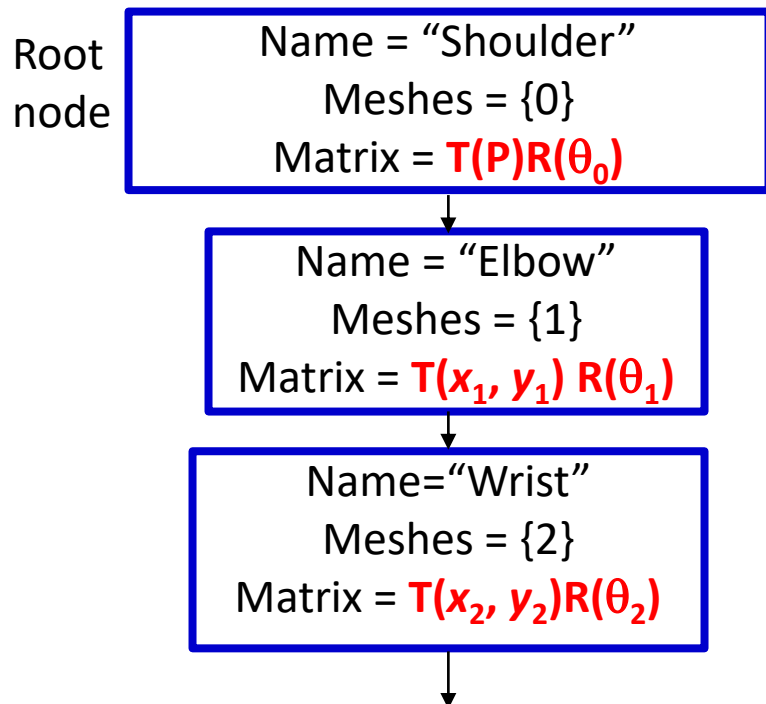 Root
node
Name = “Shoulder”
Meshes = {0}
Matrix = T(P)R(θ₀)
Name = “Elbow”
Meshes = {1}
Matrix = T(x₁, y₁) R(θ₁)
Name=“Wrist”
Meshes = {2}
Matrix = T(x₂, y₂)R(θ₂)